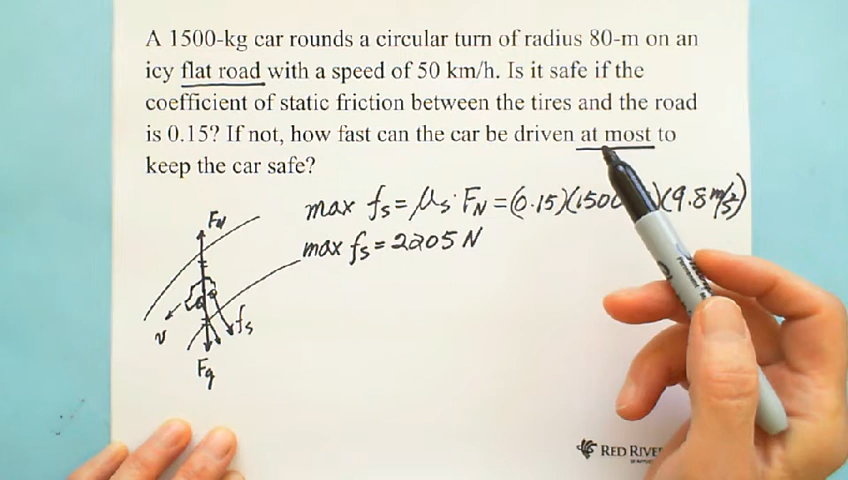 A 1500-kg car rounds a circular turn of radius 80-m on an
icy flat road with a speed of 50 km/h. Is it safe if the
coefficient of static friction between the tires and the road
is 0.15? If not, how fast can the car be driven at most to
keep the car safe?
max fs = μs·FN = (0.15)(1500 )(9.8 m/s²)
max fs = 2205 N
FN
v
fs
Fg
RED RIVE